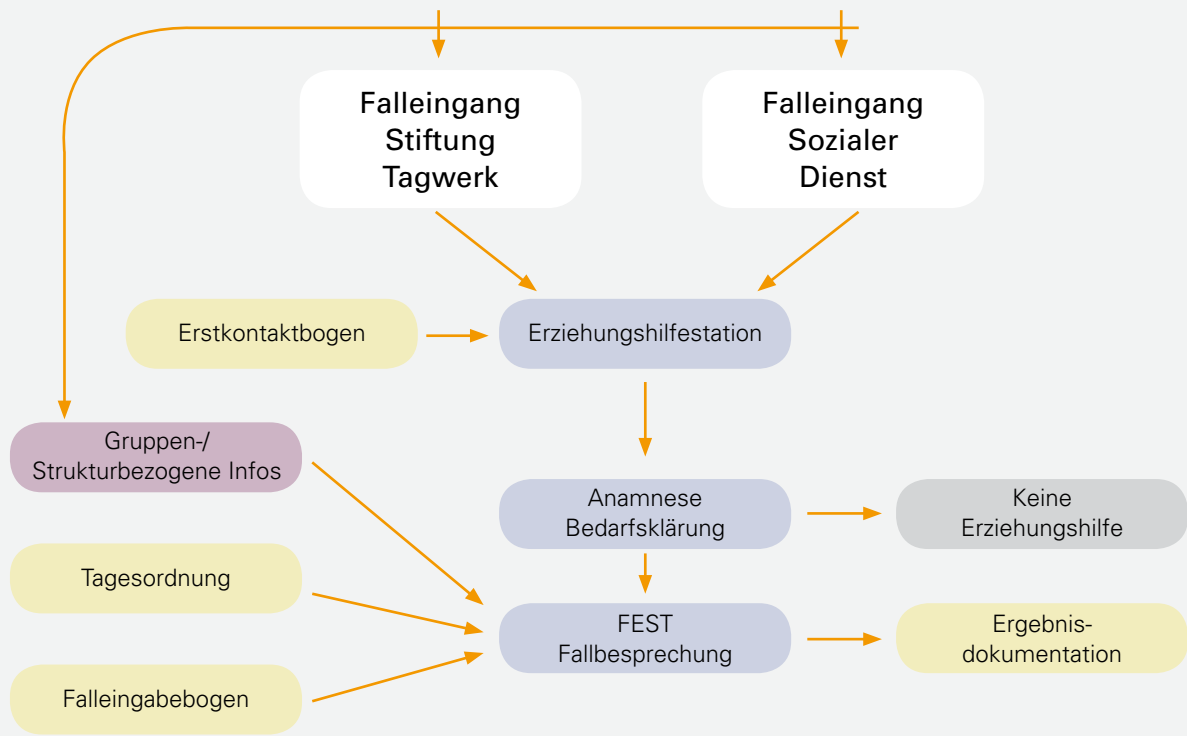 Falleingang
Stiftung
Tagwerk
Falleingang
Sozialer
Dienst
Erstkontaktbogen
Erziehungshilfestation
Gruppen-/
Strukturbezogene Infos
Anamnese
Bedarfsklärung
Keine
Erziehungshilfe
Tagesordnung
FEST
Fallbesprechung
Ergebnis-
dokumentation
Falleingabebogen